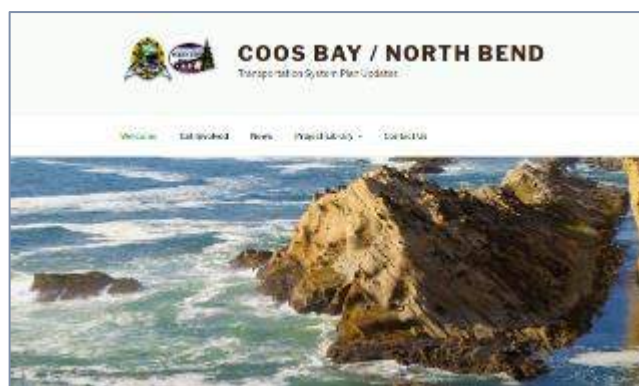 COOS BAY / NORTH BEND
Transportation System Plan Updates
Welcome Get Involved News Project Library Contact Us